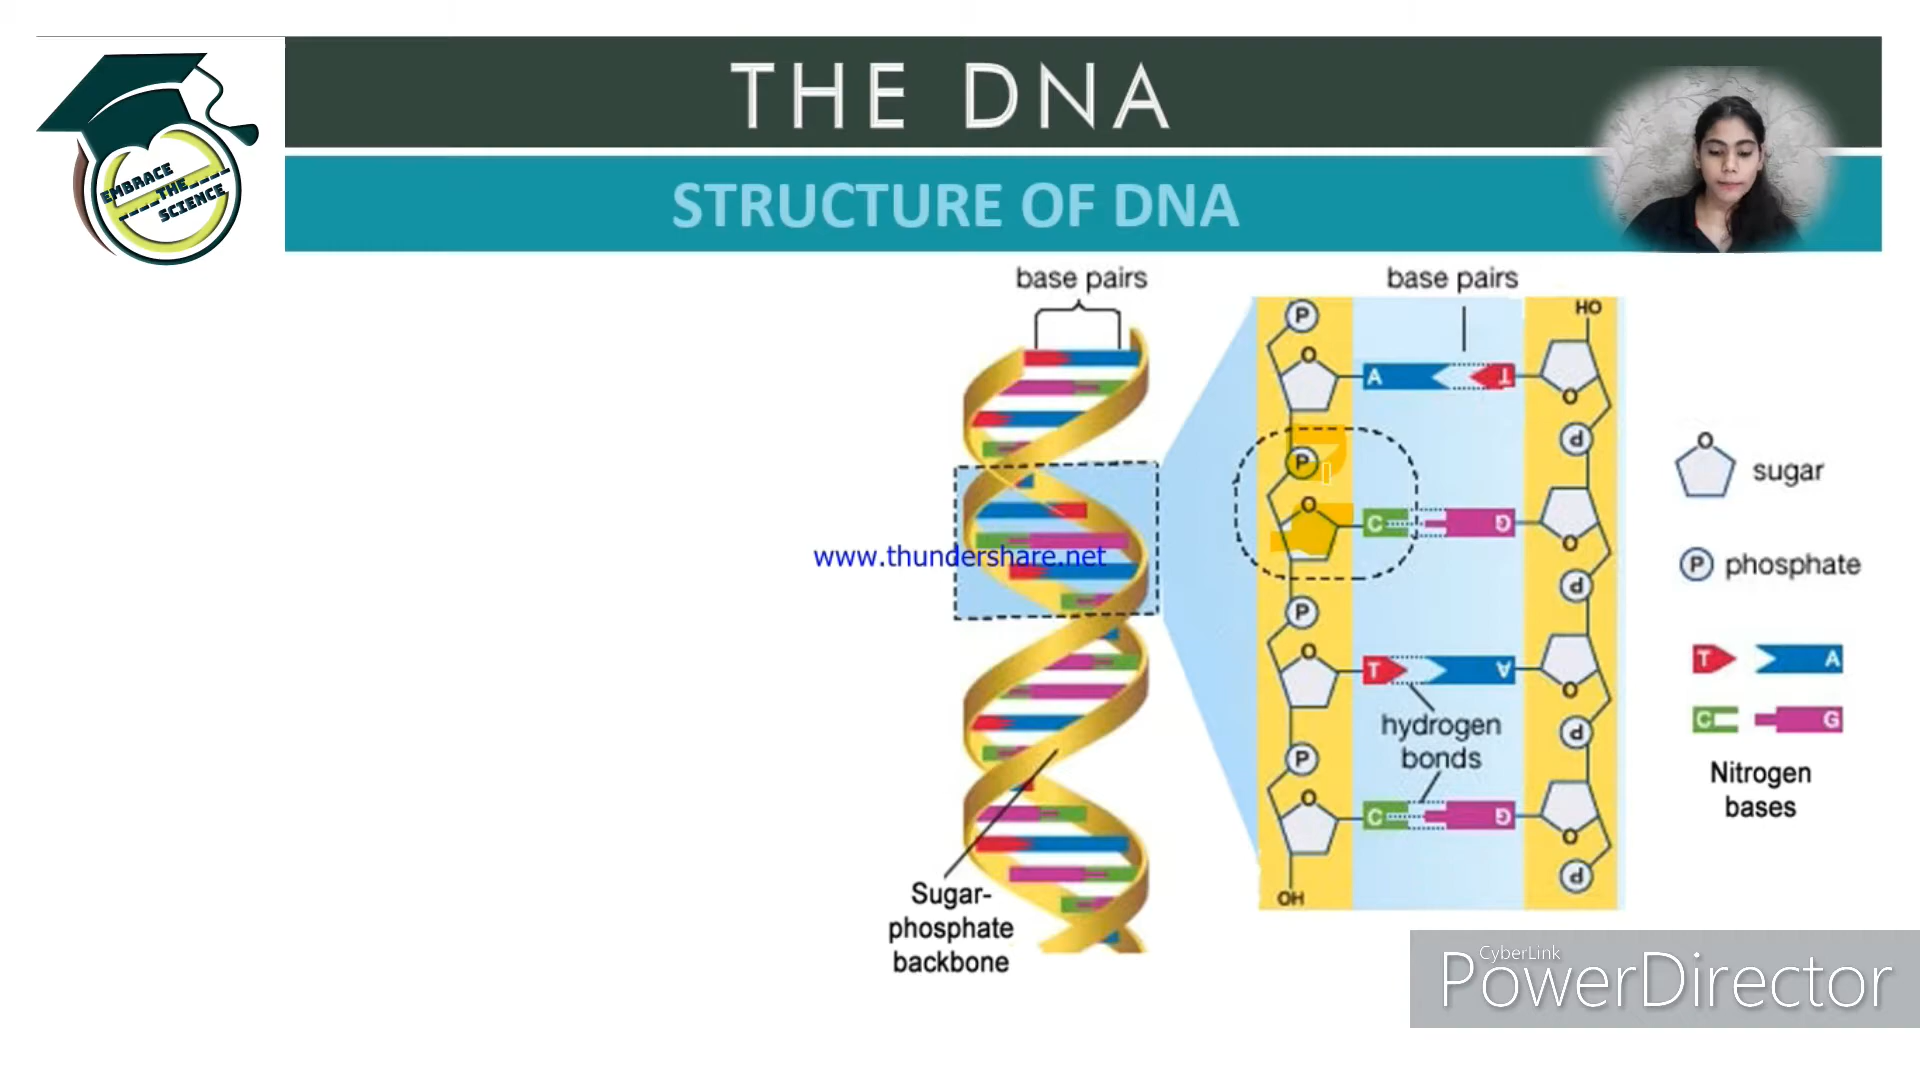 THE DNA
STRUCTURE OF DNA
EMBRACE
THE
SCIENCE
base pairs
base pairs
HO
P
O
A
T
O
P
P
O
C
G
O
www.thundershare.net
P
P
O
T
A
O
hydrogen
bonds
P
P
O
C
G
O
P
OH
O
sugar
P
phosphate
T
A
C
G
Nitrogen
bases
Sugar-
phosphate
backbone
CyberLink
PowerDirector